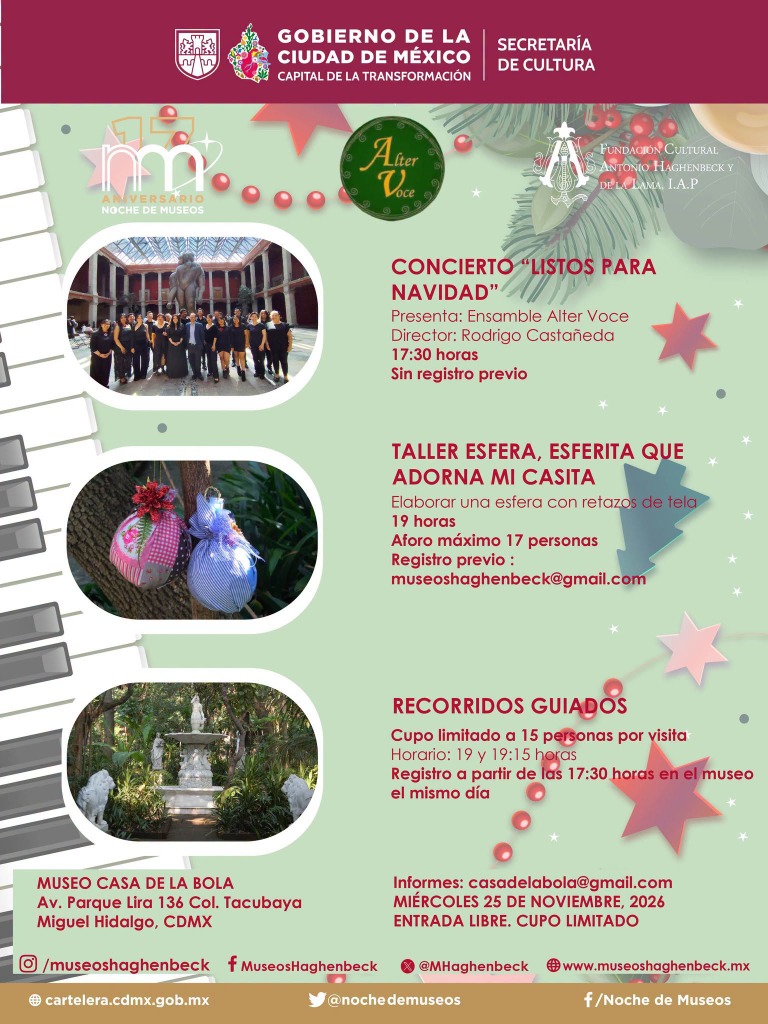 GOBIERNO DE LA
CIUDAD DE MÉXICO
CAPITAL DE LA TRANSFORMACIÓN
SECRETARÍA
DE CULTURA
17
nm
ANIVERSARIO
NOCHE DE MUSEOS
Alter
Voce
FUNDACIÓN CULTURAL
ANTONIO HAGHENBECK Y
DE LA LAMA, I.A.P
CONCIERTO “LISTOS PARA
NAVIDAD”
Presenta: Ensamble Alter Voce
Director: Rodrigo Castañeda
17:30 horas
Sin registro previo
TALLER ESFERA, ESFERITA QUE
ADORNA MI CASITA
Elaborar una esfera con retazos de tela
19 horas
Aforo máximo 17 personas
Registro previo :
museoshaghenbeck@gmail.com
RECORRIDOS GUIADOS
Cupo limitado a 15 personas por visita
Horario: 19 y 19:15 horas
Registro a partir de las 17:30 horas en el museo
el mismo día
MUSEO CASA DE LA BOLA
Av. Parque Lira 136 Col. Tacubaya
Miguel Hidalgo, CDMX
Informes: casadelabola@gmail.com
MIÉRCOLES 25 DE NOVIEMBRE, 2026
ENTRADA LIBRE. CUPO LIMITADO
/museoshaghenbeck
MuseosHaghenbeck
@MHaghenbeck
www.museoshaghenbeck.mx
cartelera.cdmx.gob.mx
@nochedemuseos
/Noche de Museos